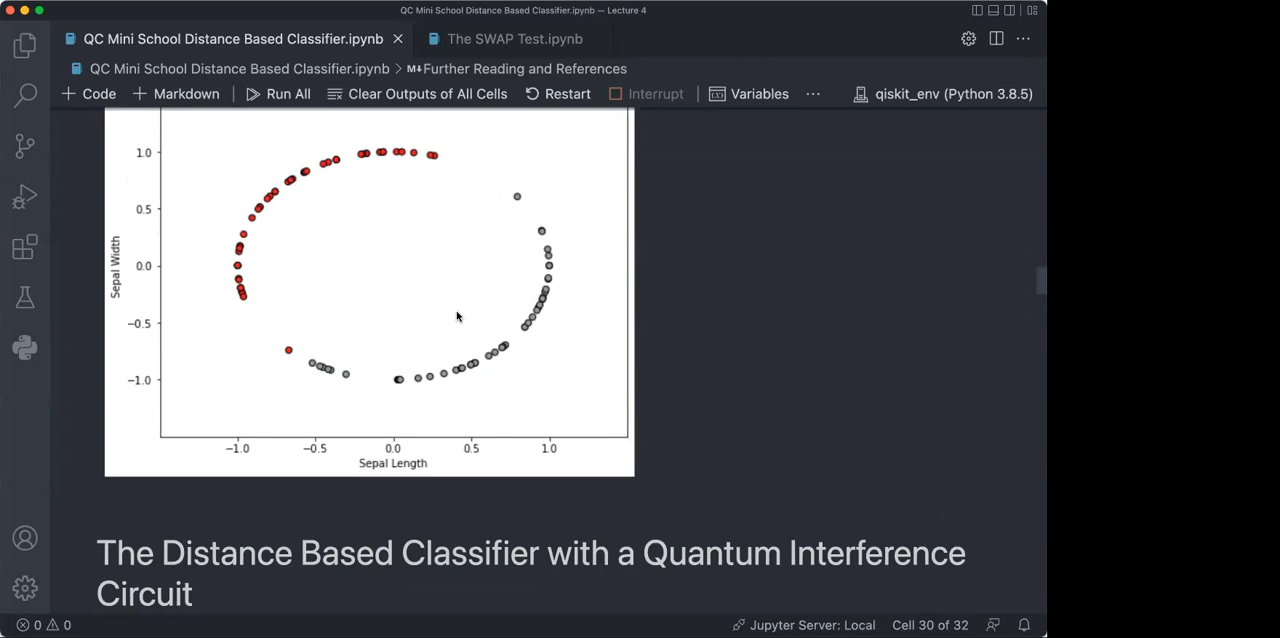 QC Mini School Distance Based Classifier.ipynb — Lecture 4
QC Mini School Distance Based Classifier.ipynb The SWAP Test.ipynb
QC Mini School Distance Based Classifier.ipynb > M↓Further Reading and References
+ Code + Markdown Run All Clear Outputs of All Cells Restart Interrupt Variables ... qiskit_env (Python 3.8.5)
1.0
0.5
0.0
−0.5
−1.0
Sepal Width
−1.0 −0.5 0.0 0.5 1.0
Sepal Length
The Distance Based Classifier with a Quantum Interference
Circuit
0 0 Jupyter Server: Local Cell 30 of 32